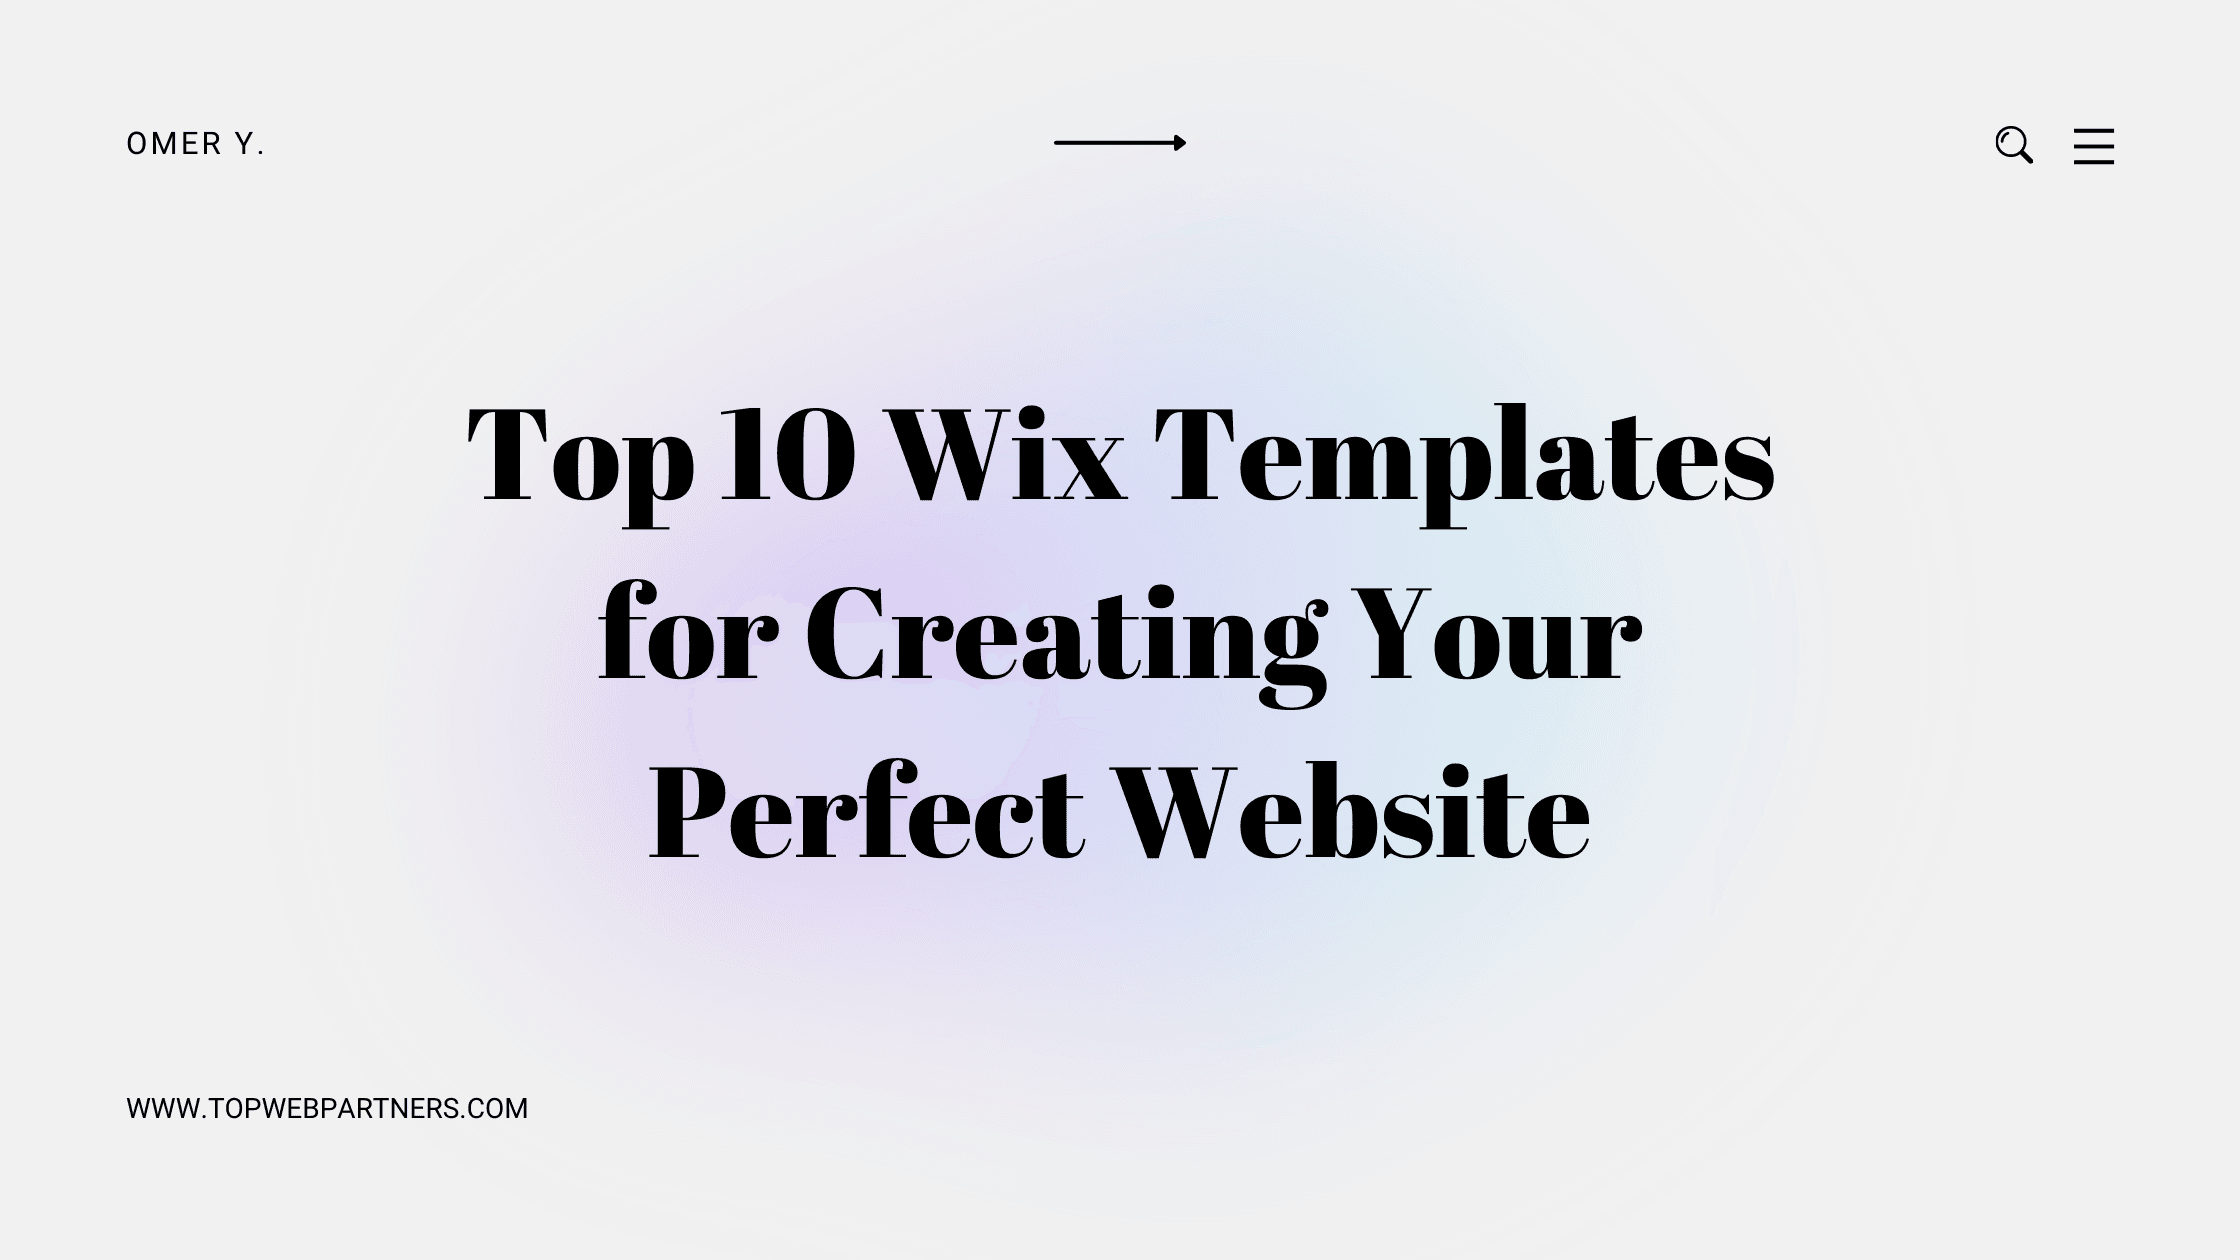 OMER Y.
Top 10 Wix Templates
for Creating Your
Perfect Website
WWW.TOPWEBPARTNERS.COM